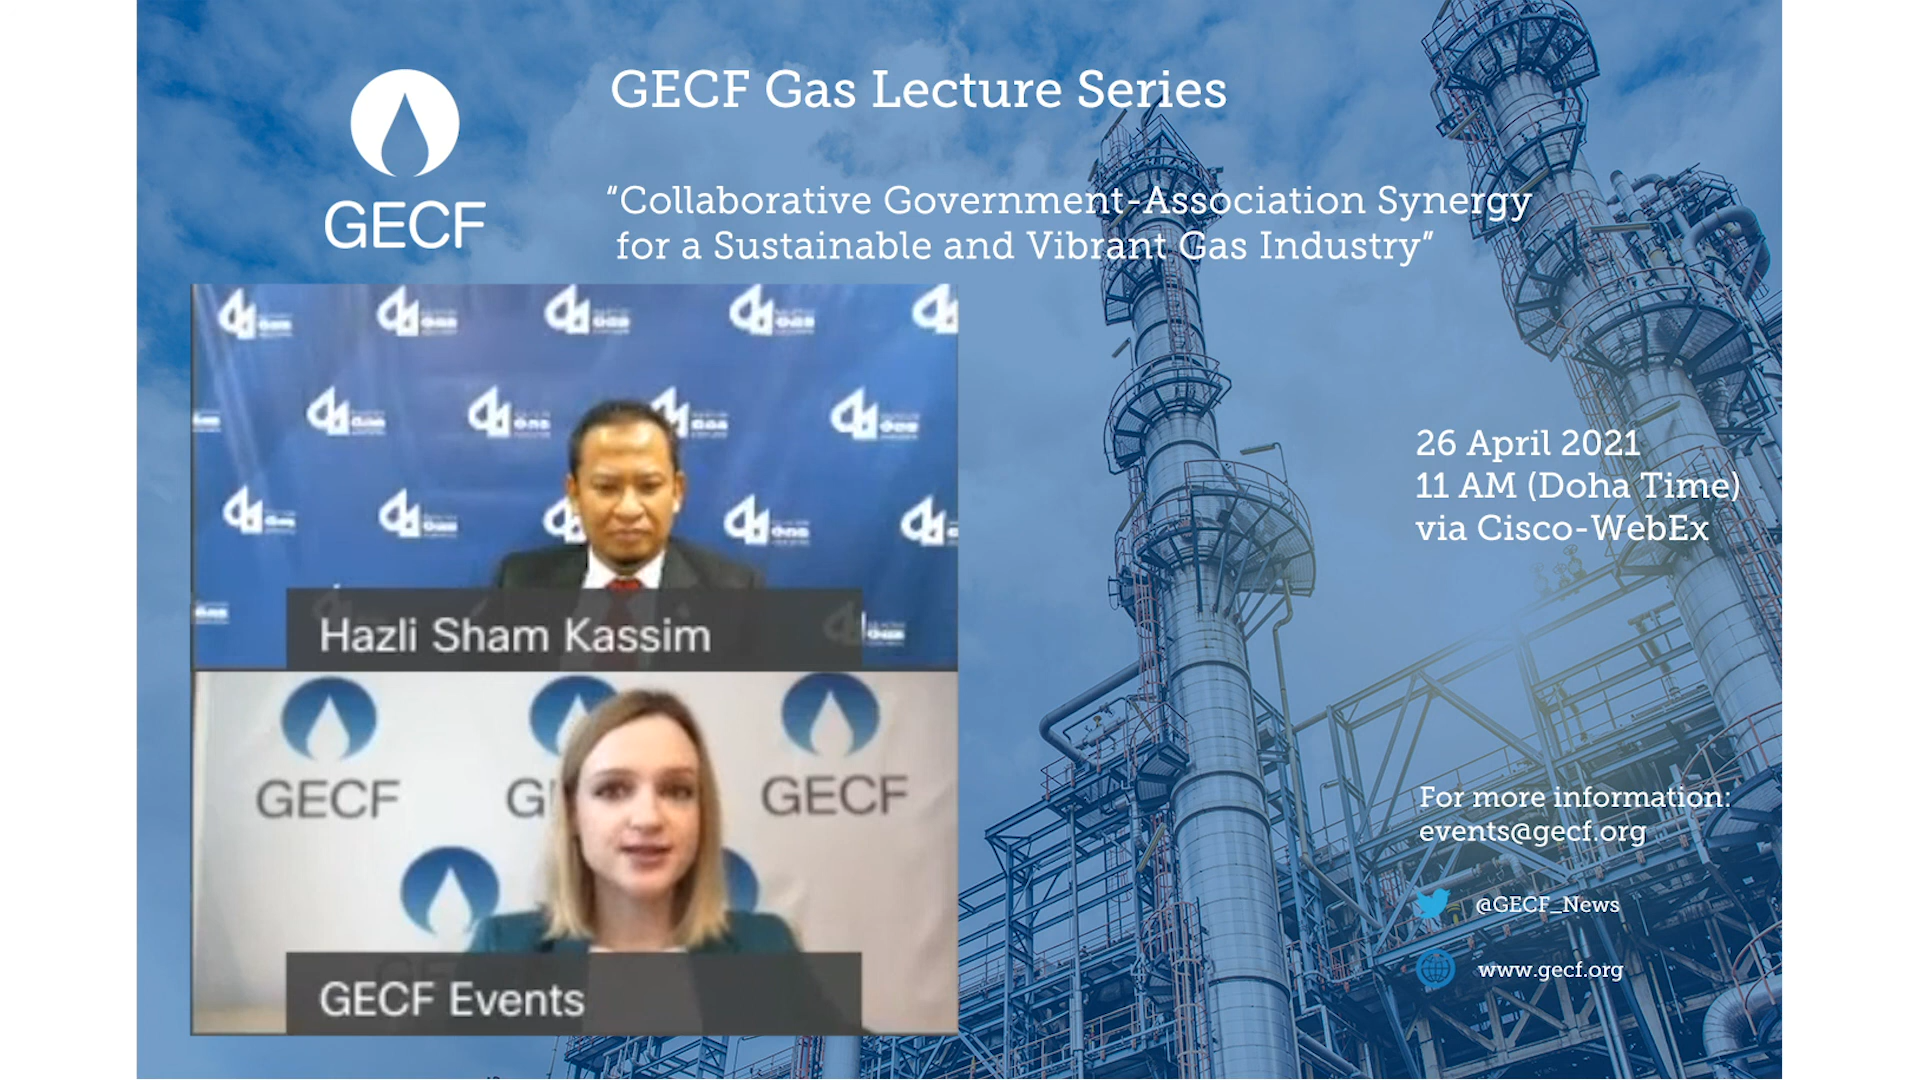 GECF
GECF Gas Lecture Series
“Collaborative Government-Association Synergy
for a Sustainable and Vibrant Gas Industry”
Hazli Sham Kassim
GECF
GECF
GECF Events
26 April 2021
11 AM (Doha Time)
via Cisco-WebEx
For more information:
events@gecf.org
@GECF_News
www.gecf.org